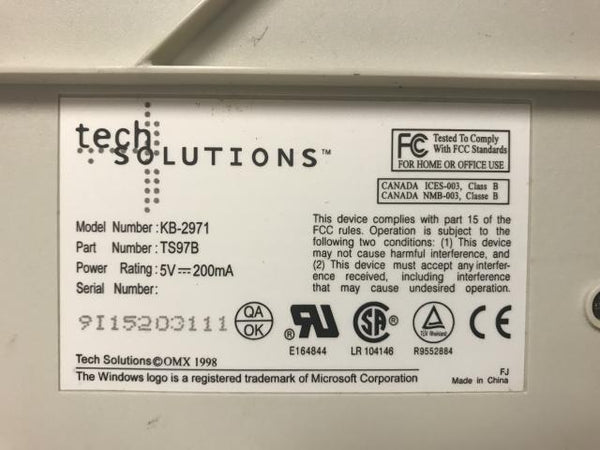 tech
SOLUTIONS™
FC Tested To Comply
With FCC Standards
FOR HOME OR OFFICE USE
CANADA ICES-003, Class B
CANADA NMB-003, Classe B
Model Number :KB-2971
Part Number :TS97B
Power Rating :5V⎓200mA
Serial Number:
9I15203111
QA
OK
This device complies with part 15 of the
FCC rules. Operation is subject to the
following two conditions: (1) This device
may not cause harmful interference, and
(2) This device must accept any interfer-
ence received, including interference
that may cause undesired operation.
®
E164844
SA®
LR 104146
R9552884
CE
Tech Solutions©OMX 1998
The Windows logo is a registered trademark of Microsoft Corporation
FJ
Made in China